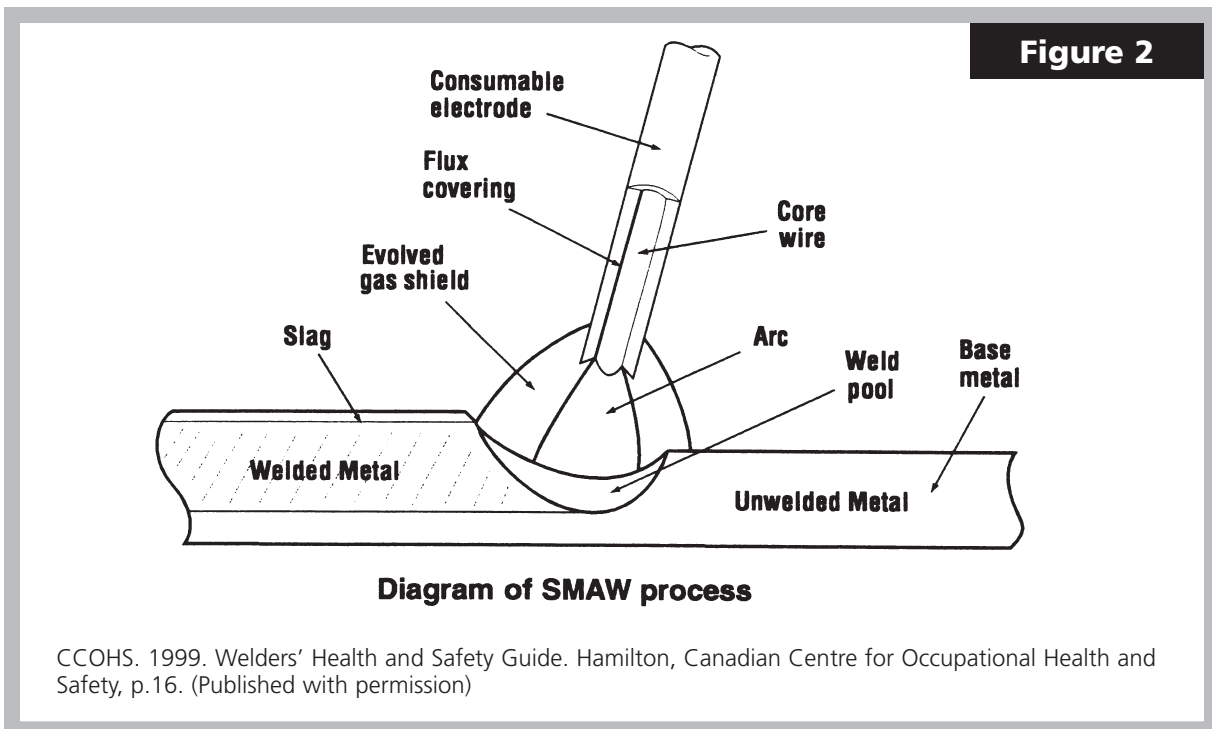 Figure 2
Consumable
electrode
Flux
covering
Core
wire
Evolved
gas shield
Slag
Arc
Weld
pool
Base
metal
Welded Metal
Unwelded Metal
Diagram of SMAW process
CCOHS. 1999. Welders’ Health and Safety Guide. Hamilton, Canadian Centre for Occupational Health and
Safety, p.16. (Published with permission)